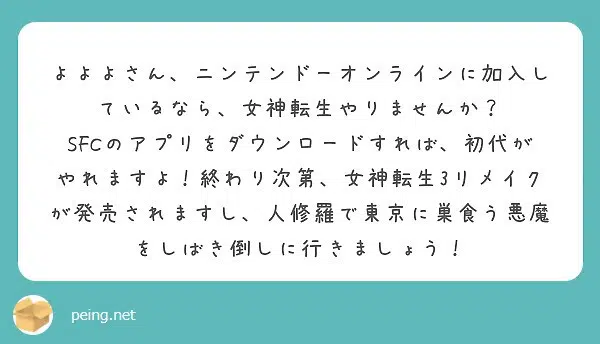 よよよさん、ニンテンドーオンラインに加入し
ているなら、女神転生やりませんか？
SFCのアプリをダウンロードすれば、初代が
やれますよ！終わり次第、女神転生3リメイク
が発売されますし、人修羅で東京に巣食う悪魔
をしばき倒しに行きましょう！
peing.net